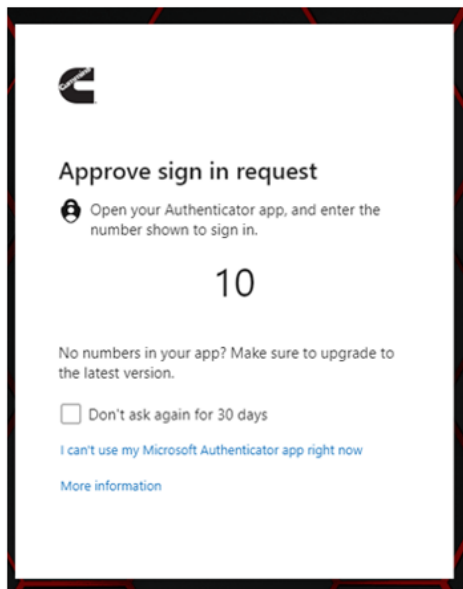 Cummins
Approve sign in request
Open your Authenticator app, and enter the
number shown to sign in.
10
No numbers in your app? Make sure to upgrade to
the latest version.
Don't ask again for 30 days
I can't use my Microsoft Authenticator app right now
More information